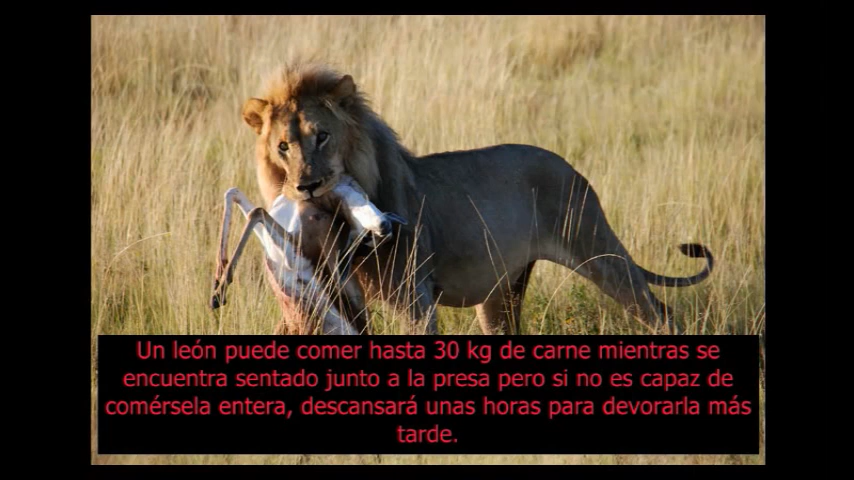 Un león puede comer hasta 30 kg de carne mientras se
encuentra sentado junto a la presa pero si no es capaz de
comérsela entera, descansará unas horas para devorarla más
tarde.